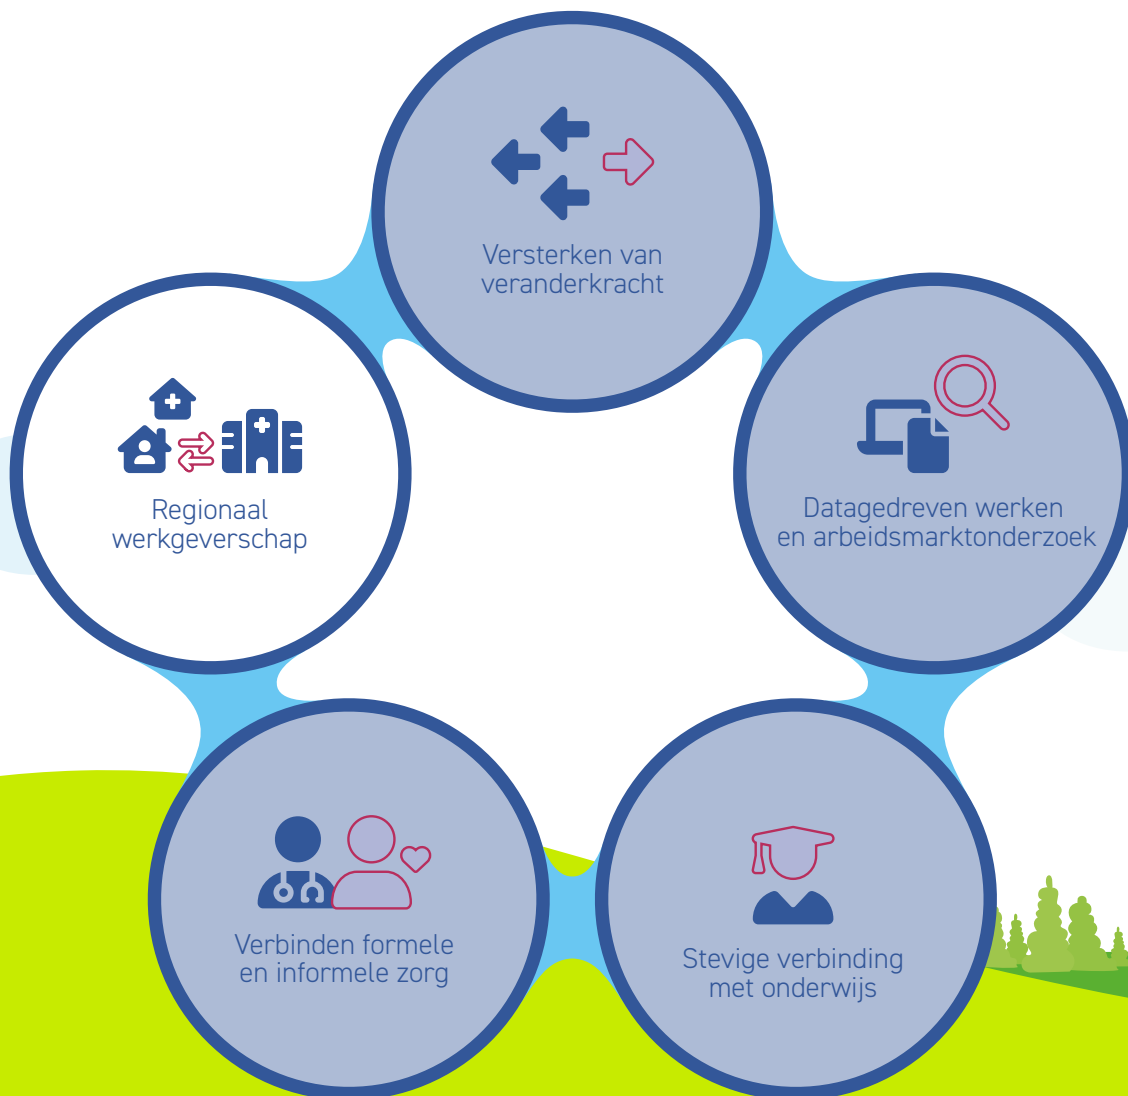 Versterken van
veranderkracht
Regionaal
werkgeverschap
Datagedreven werken
en arbeidsmarktonderzoek
Verbinden formele
en informele zorg
Stevige verbinding
met onderwijs